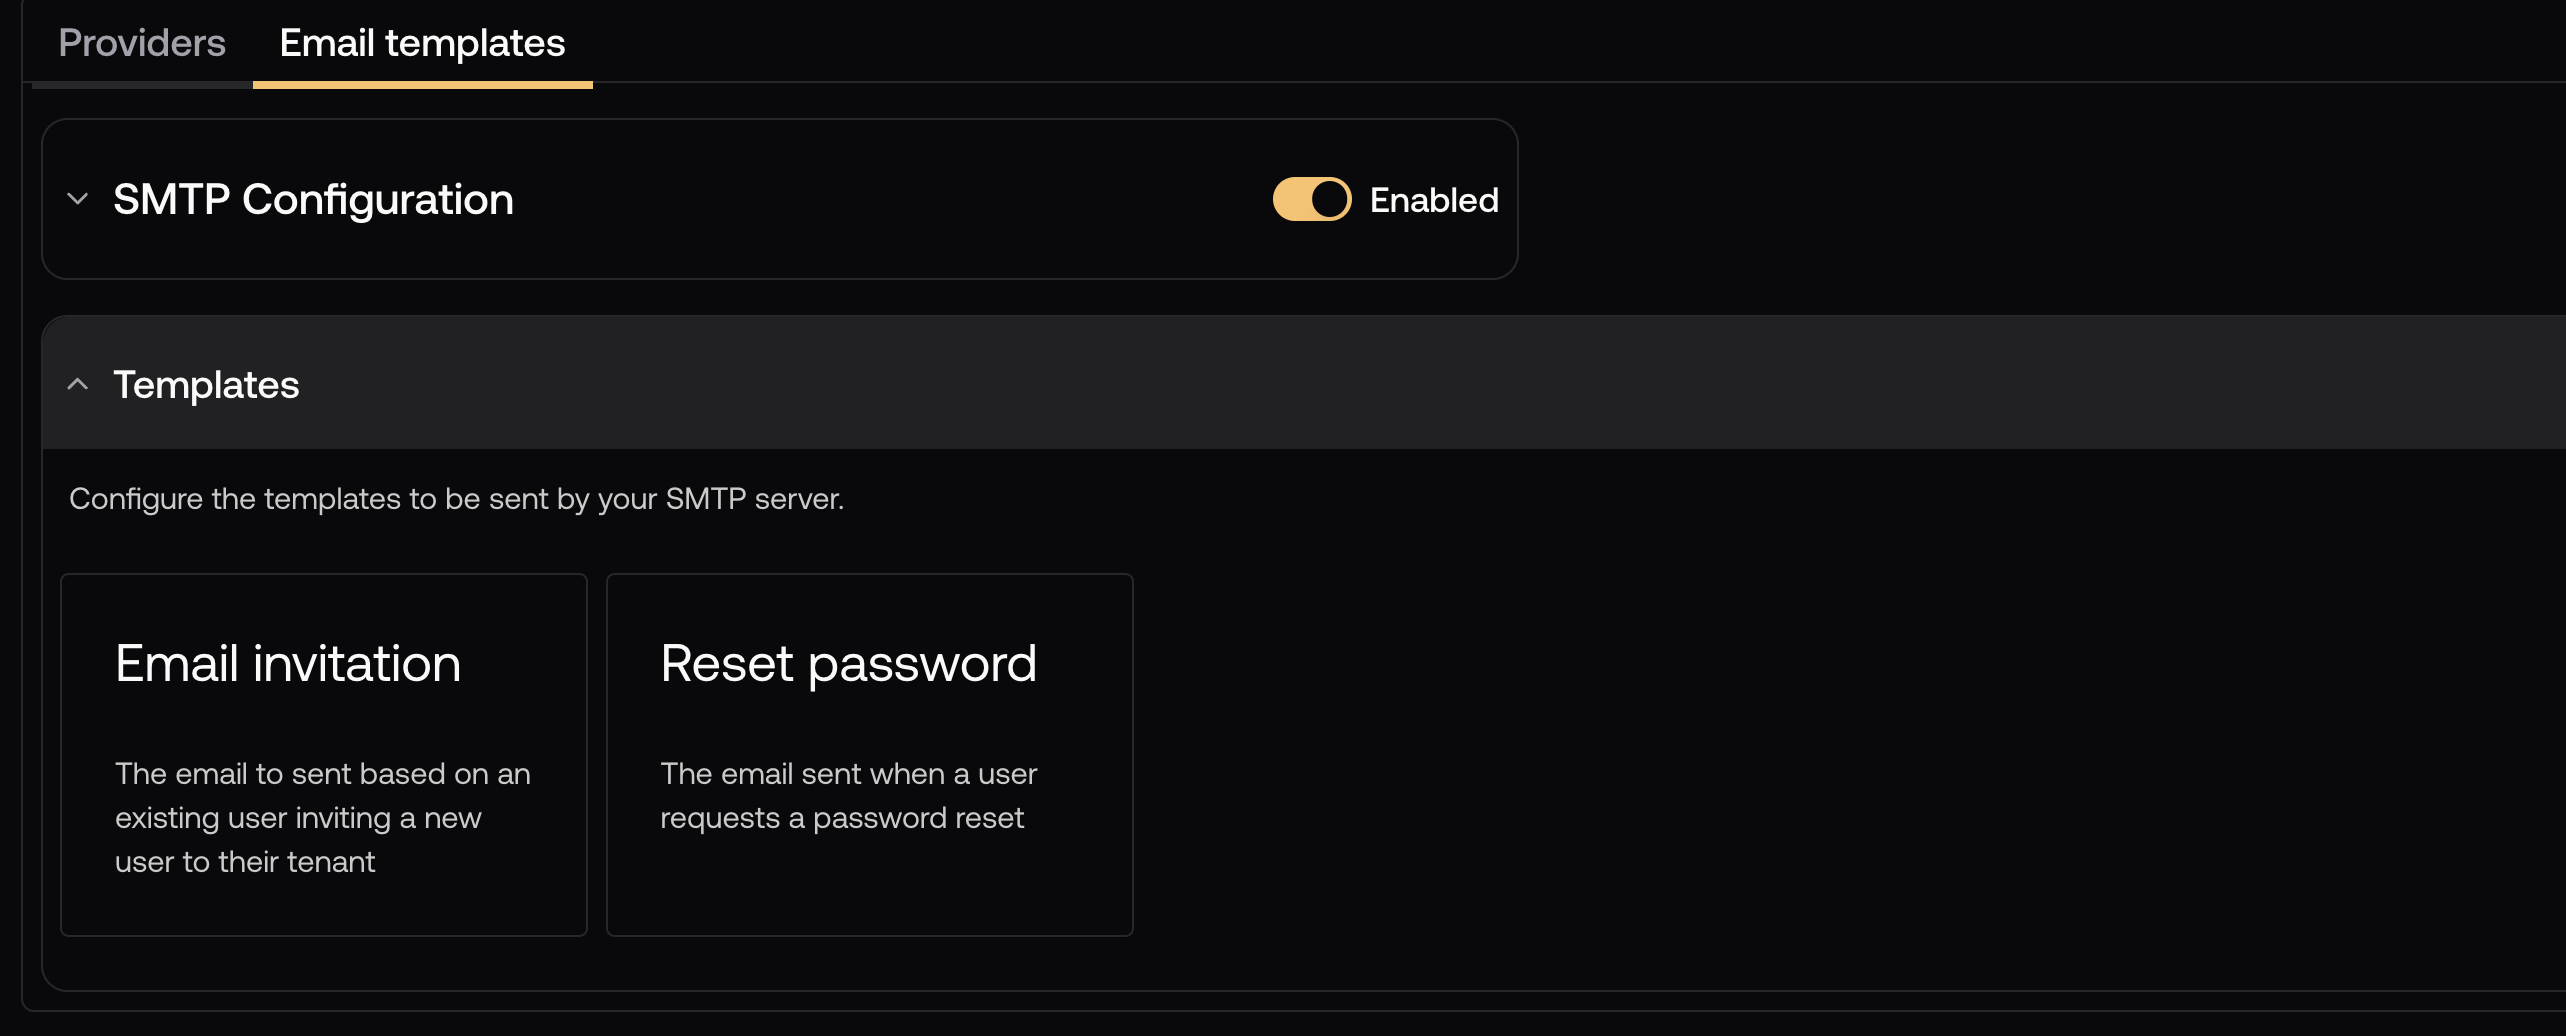 Providers
Email templates
SMTP Configuration
Enabled
Templates
Configure the templates to be sent by your SMTP server.
Email invitation
The email to sent based on an
existing user inviting a new
user to their tenant
Reset password
The email sent when a user
requests a password reset